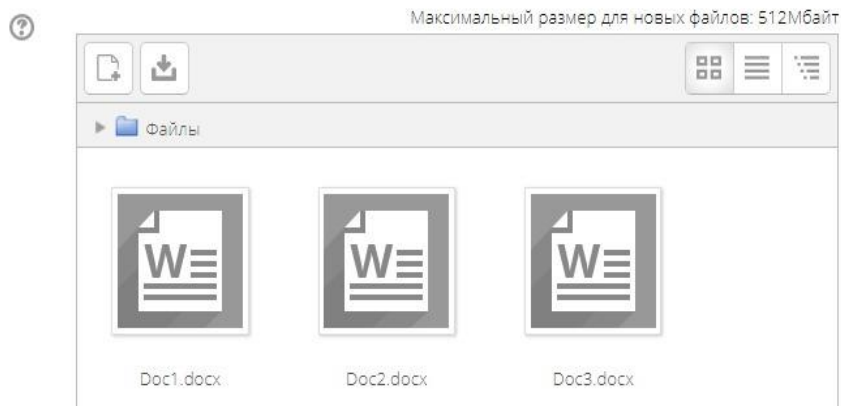 Максимальный размер для новых файлов: 512Мбайт
Файлы
Doc1.docx Doc2.docx Doc3.docx